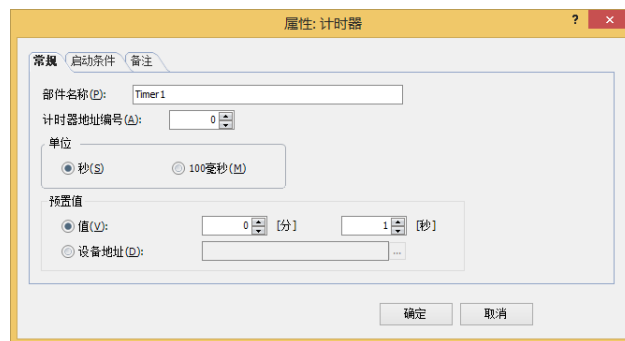 属性: 计时器
常规 启动条件 备注
部件名称(P): Timer1
计时器地址编号(A): 0
单位
秒(S) 100毫秒(M)
预置值
值(V): 0 [分] 1 [秒]
设备地址(D): ...
确定 取消